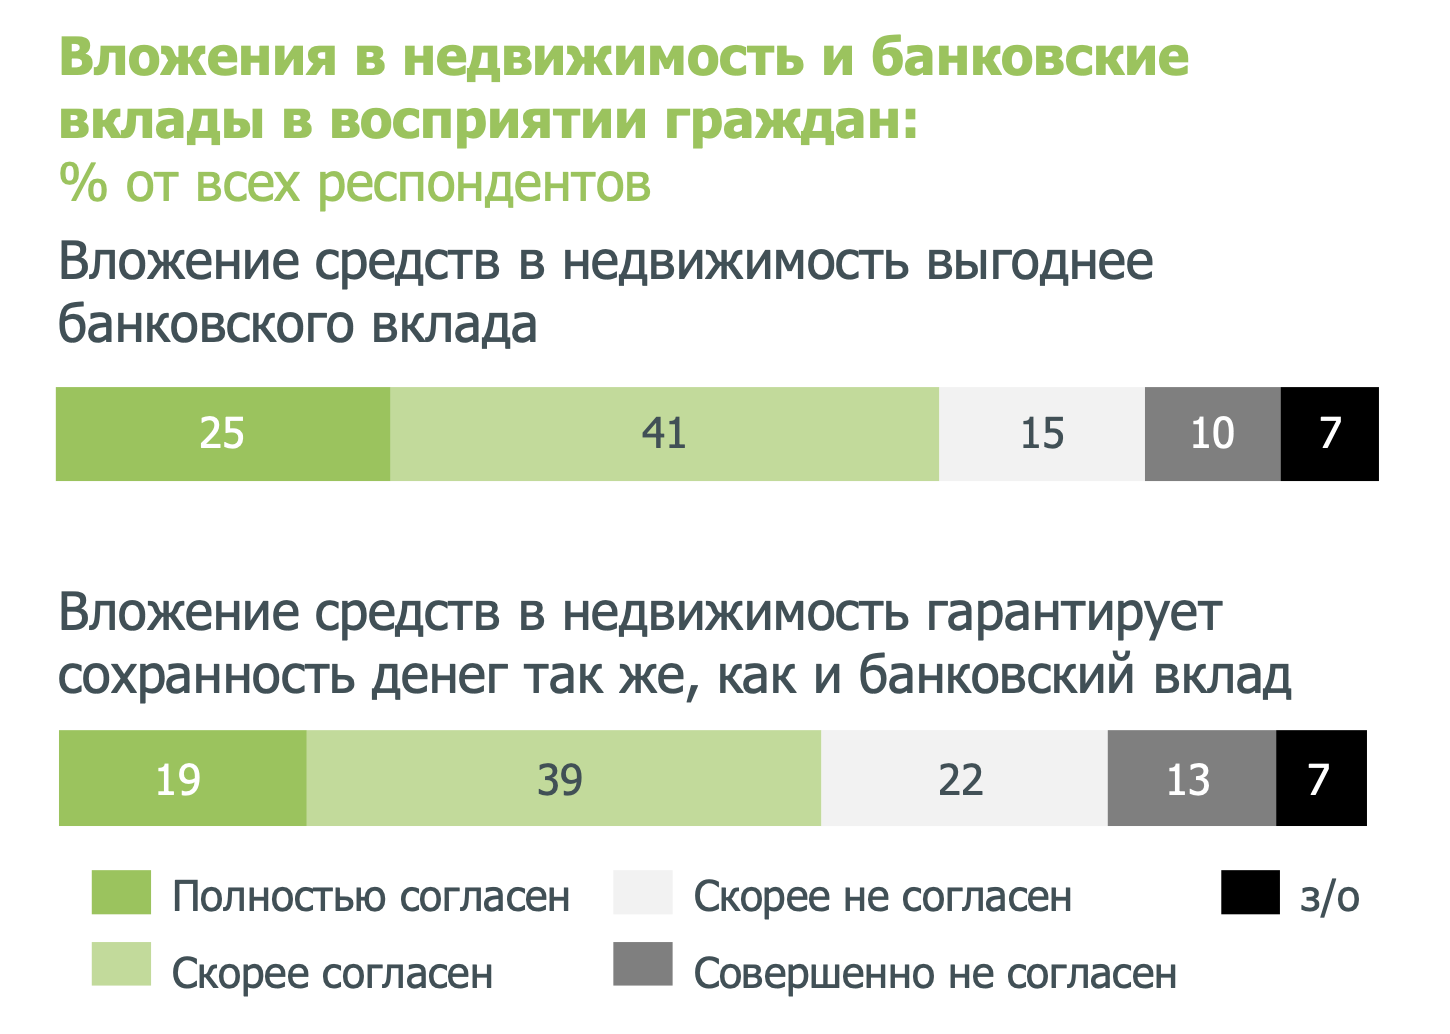 Вложения в недвижимость и банковские
вклады в восприятии граждан:
% от всех респондентов
Вложение средств в недвижимость выгоднее
банковского вклада
25 41 15 10 7
Вложение средств в недвижимость гарантирует
сохранность денег так же, как и банковский вклад
19 39 22 13 7
Полностью согласен Скорее не согласен з/о
Скорее согласен Совершенно не согласен